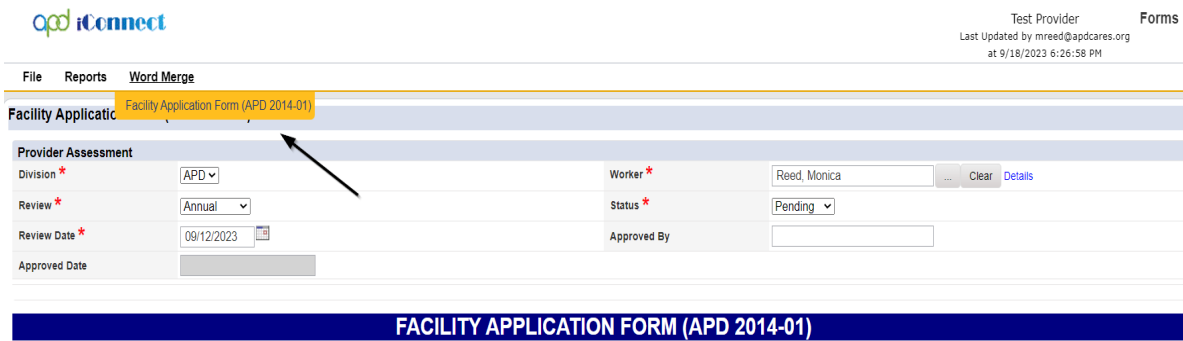 apd iConnect
Test Provider Forms
Last Updated by mreed@apdcares.org
at 9/18/2023 6:26:58 PM
File Reports Word Merge
Facility Application Form (APD 2014-01)
Facility Applicatio
Provider Assessment
Division * APD Worker * Reed, Monica ... Clear Details
Review * Annual Status * Pending
Review Date * 09/12/2023 Approved By
Approved Date
FACILITY APPLICATION FORM (APD 2014-01)